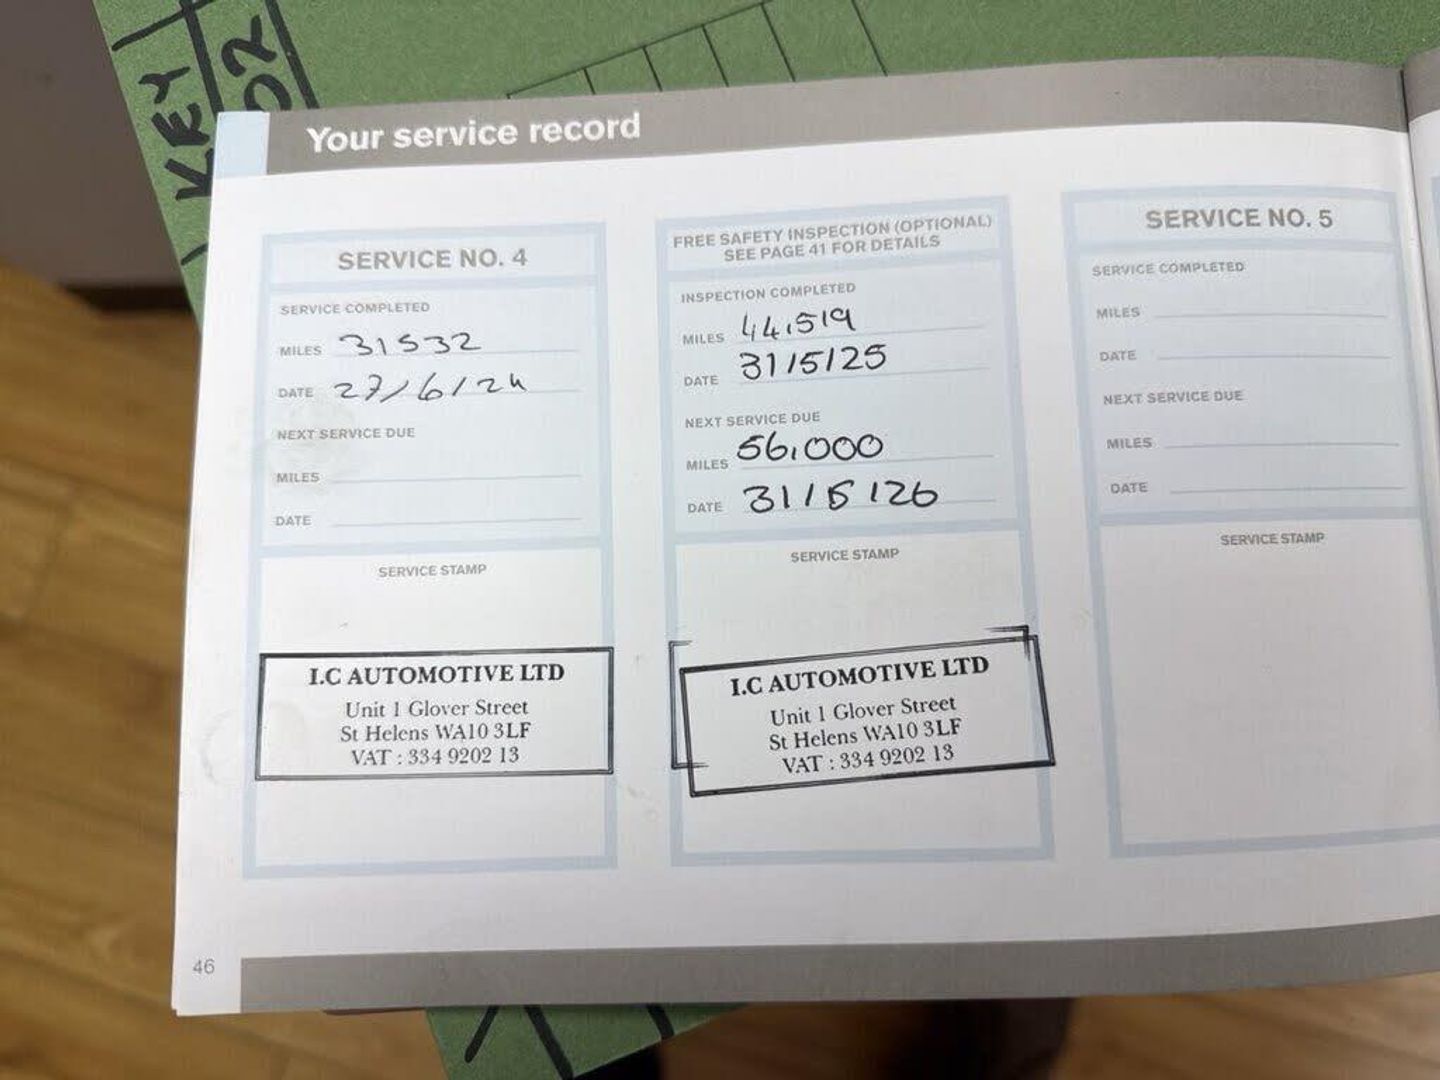 KEY
02
Your service record
SERVICE NO. 4
SERVICE COMPLETED
MILES 31532
DATE 27/6/24
NEXT SERVICE DUE
MILES
DATE
SERVICE STAMP
I.C AUTOMOTIVE LTD
Unit 1 Glover Street
St Helens WA10 3LF
VAT : 334 9202 13
FREE SAFETY INSPECTION (OPTIONAL)
SEE PAGE 41 FOR DETAILS
INSPECTION COMPLETED
MILES 44,519
DATE 31/5/25
NEXT SERVICE DUE
MILES 56,000
DATE 31/5/26
SERVICE STAMP
I.C AUTOMOTIVE LTD
Unit 1 Glover Street
St Helens WA10 3LF
VAT : 334 9202 13
SERVICE NO. 5
SERVICE COMPLETED
MILES
DATE
NEXT SERVICE DUE
MILES
DATE
SERVICE STAMP
46